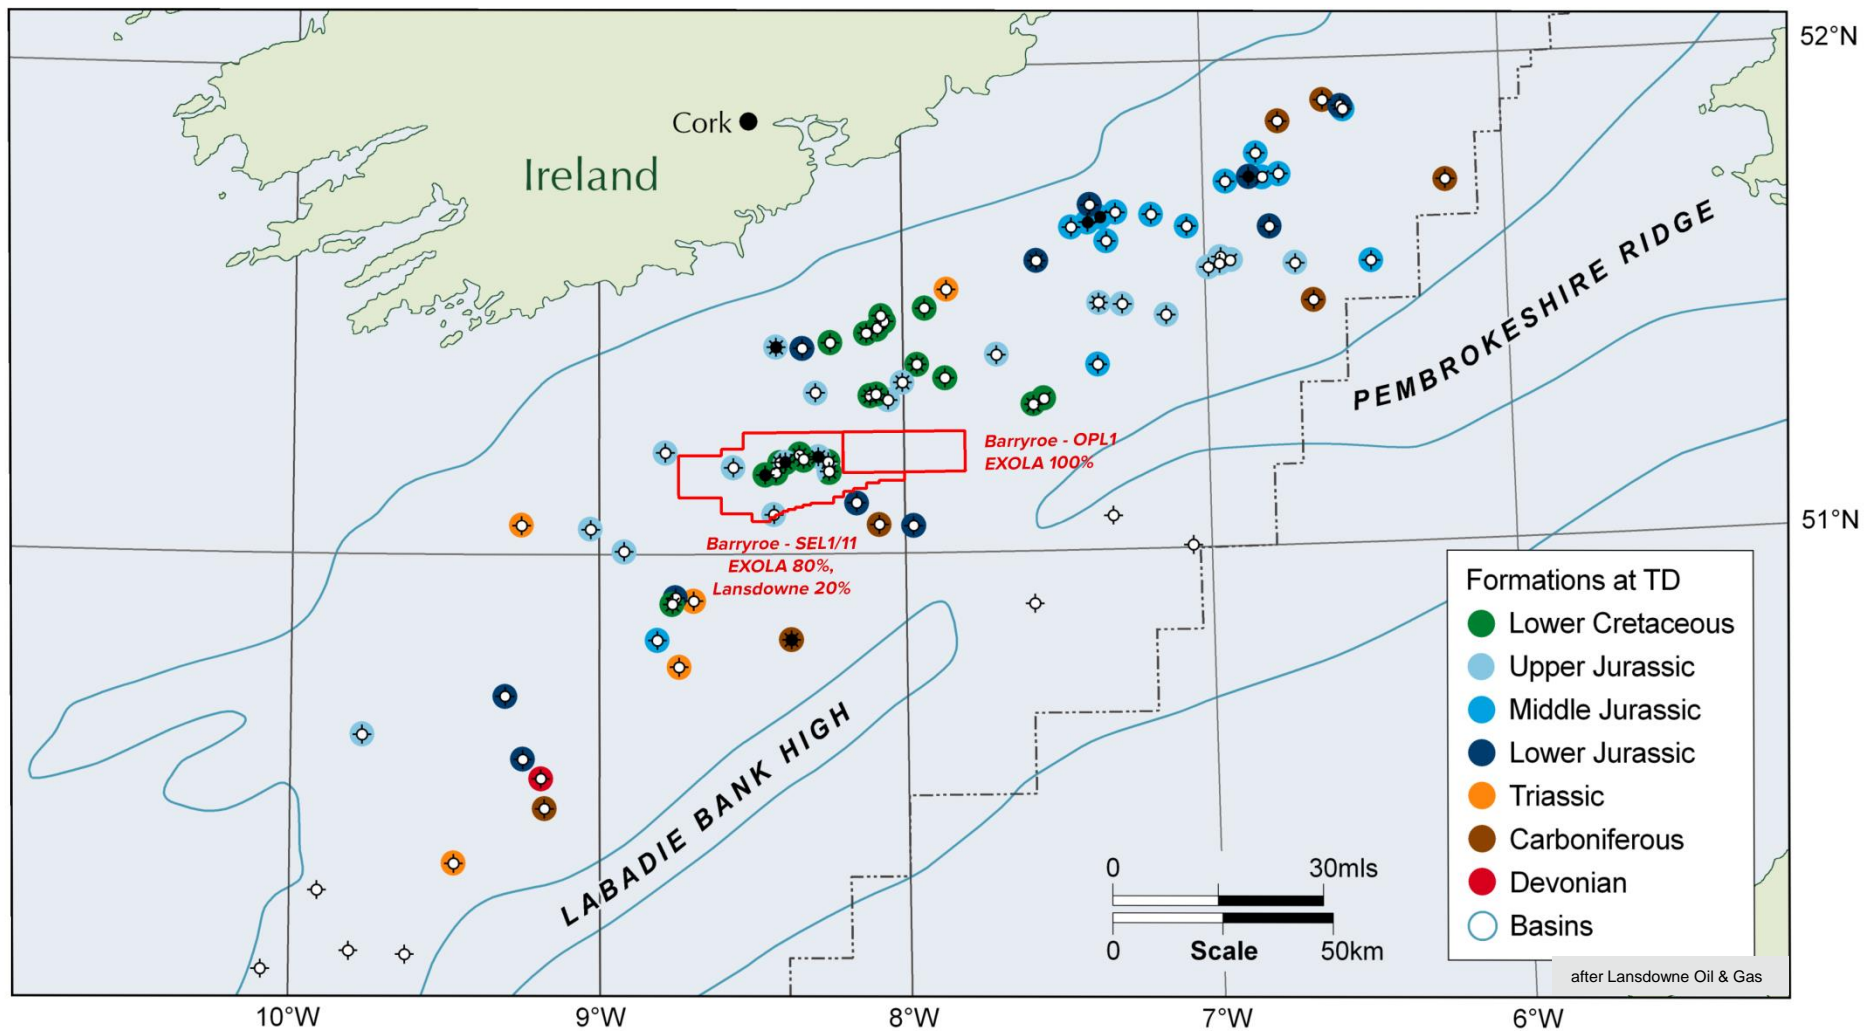 52°N
Cork
Ireland
PEMBROKESHIRE RIDGE
Barryroe - OPL1
EXOLA 100%
51°N
Barryroe - SEL1/11
EXOLA 80%,
Lansdowne 20%
LABADIE BANK HIGH
Formations at TD
Lower Cretaceous
Upper Jurassic
Middle Jurassic
Lower Jurassic
Triassic
Carboniferous
Devonian
Basins
0 30mls
0 Scale 50km
after Lansdowne Oil & Gas
10°W 9°W 8°W 7°W 6°W